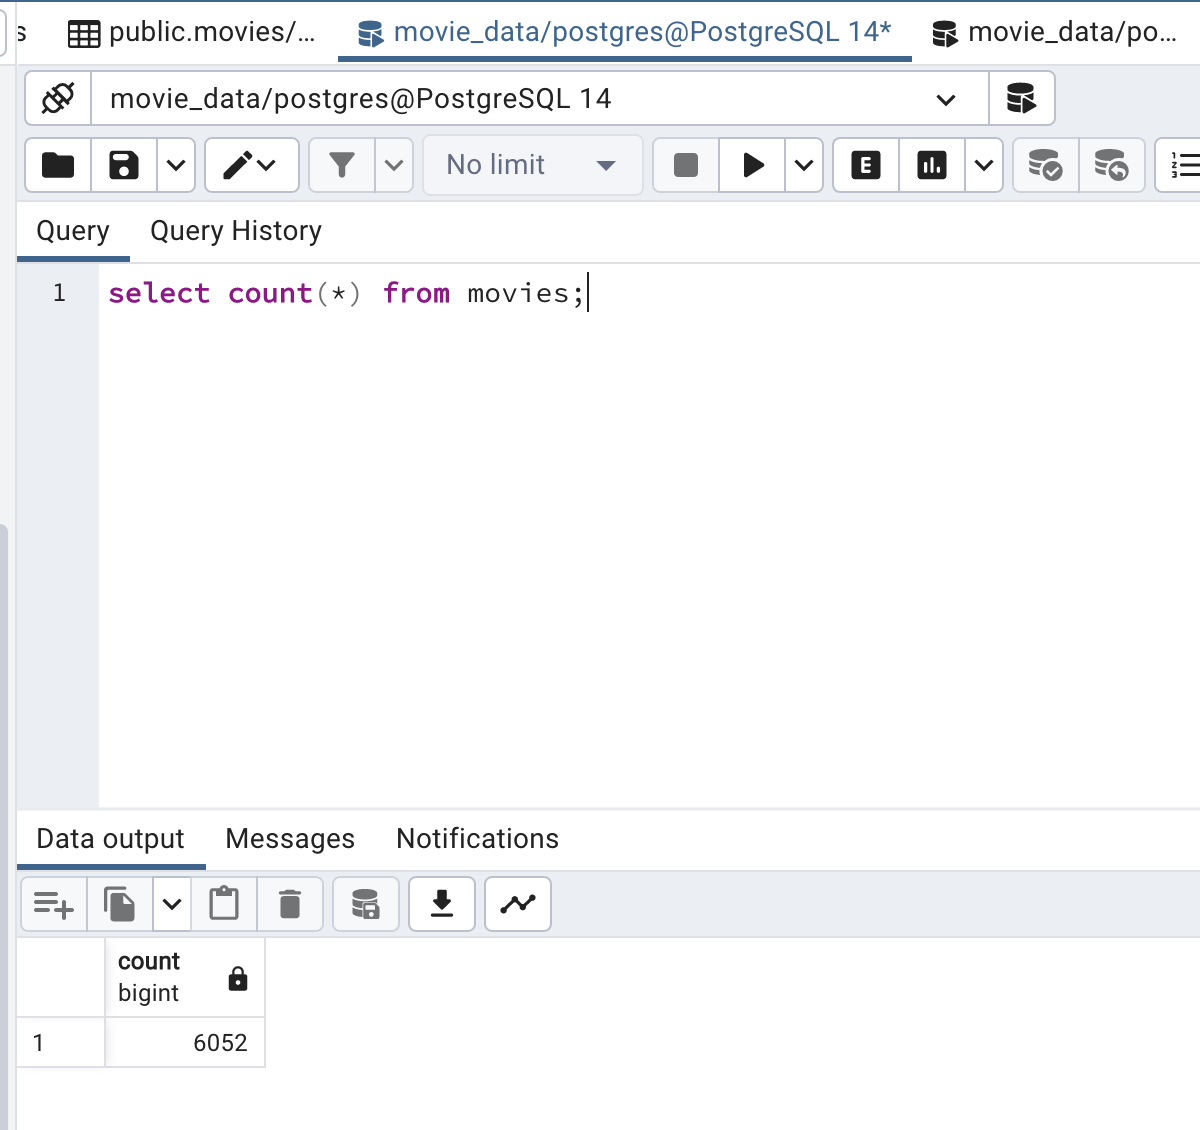 s public.movies/... movie_data/postgres@PostgreSQL 14* movie_data/po...
movie_data/postgres@PostgreSQL 14
No limit E
Query Query History
1 select count(*) from movies;
Data output Messages Notifications
count
bigint
1 6052